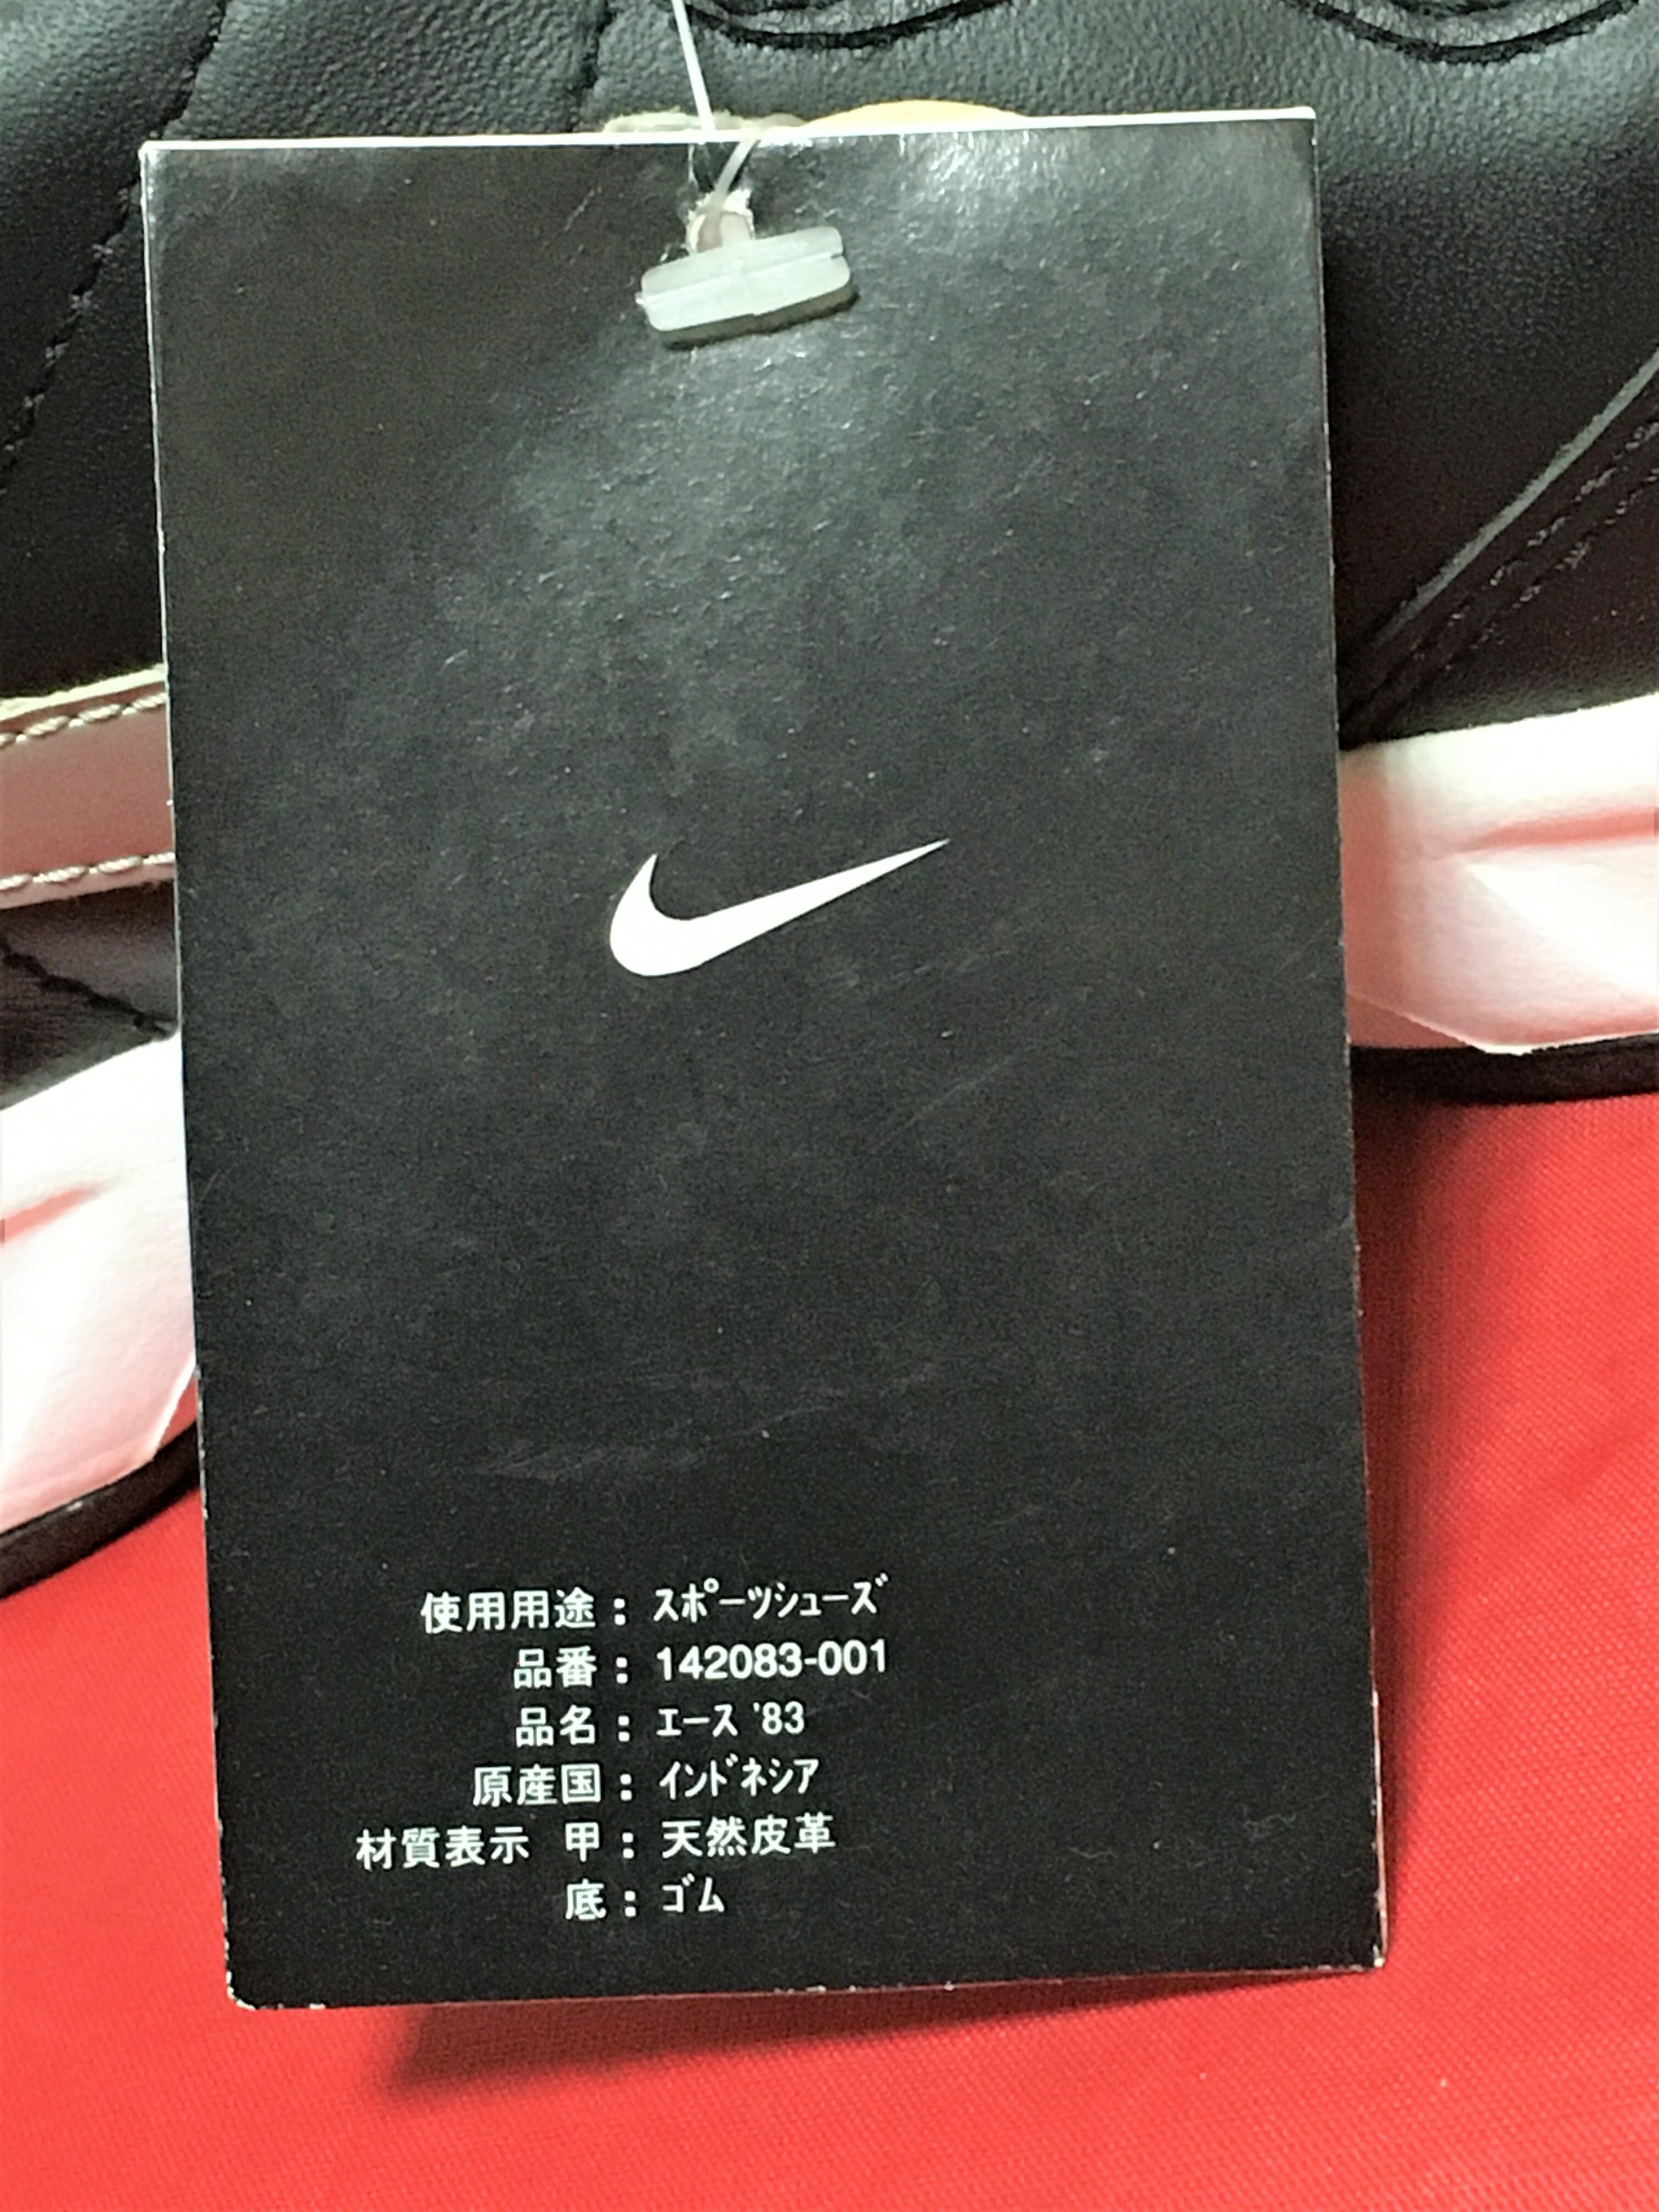 使用用途：ｽﾎﾟｰﾂｼｭｰｽﾞ
品番：142083-001
品名：ｴｰｽ '83
原産国：ｲﾝﾄﾞﾈｼｱ
材質表示 甲：天然皮革
底：ｺﾞﾑ